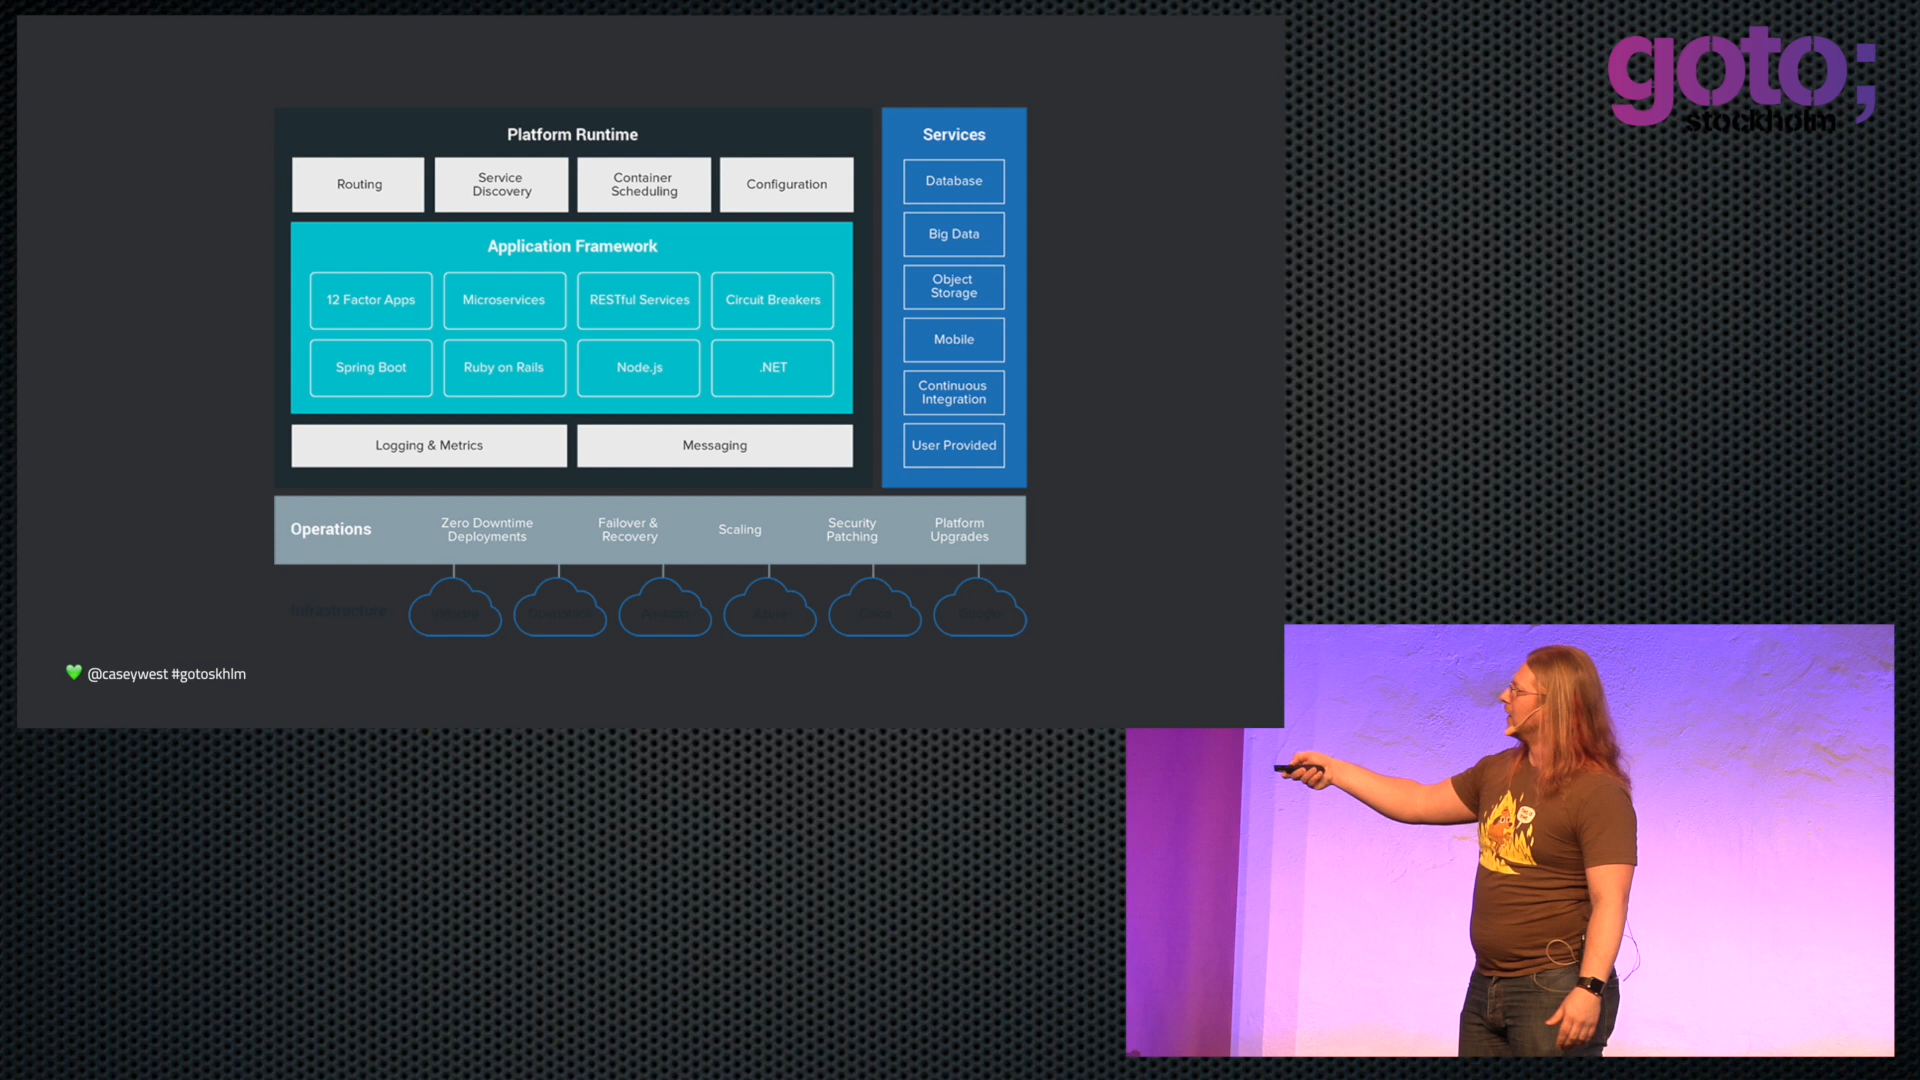 goto;
stockholm
Platform Runtime
Routing
Service
Discovery
Container
Scheduling
Configuration
Application Framework
12 Factor Apps
Microservices
RESTful Services
Circuit Breakers
Spring Boot
Ruby on Rails
Node.js
.NET
Logging & Metrics
Messaging
Services
Database
Big Data
Object
Storage
Mobile
Continuous
Integration
User Provided
Operations
Zero Downtime
Deployments
Failover &
Recovery
Scaling
Security
Patching
Platform
Upgrades
Infrastructure
💚 @caseywest #gotoskhlm